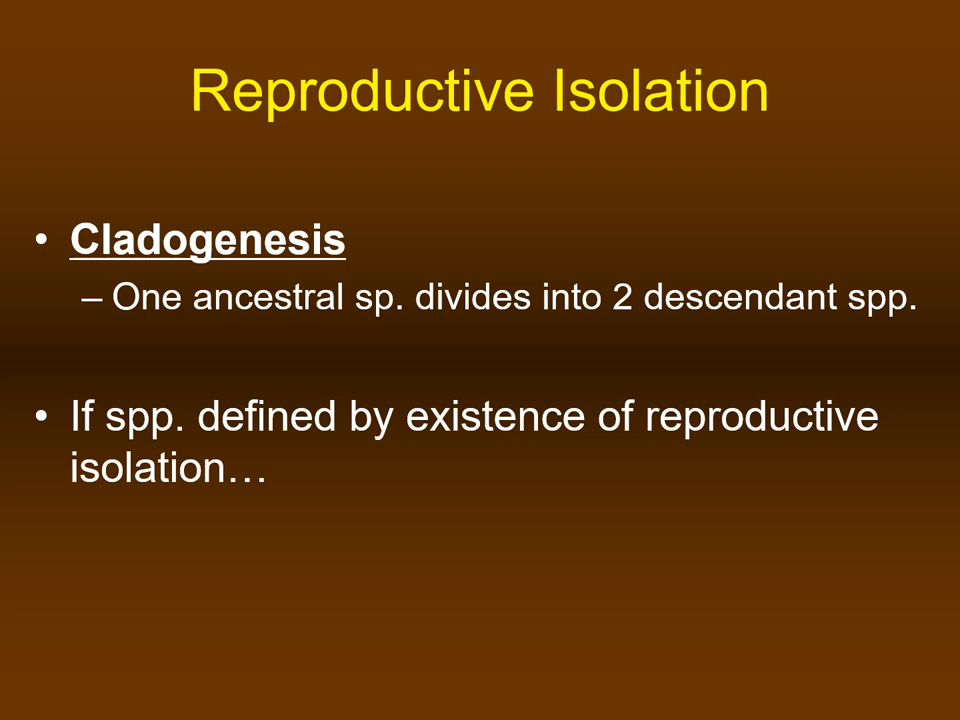 Reproductive Isolation
• Cladogenesis
– One ancestral sp. divides into 2 descendant spp.
• If spp. defined by existence of reproductive
isolation…